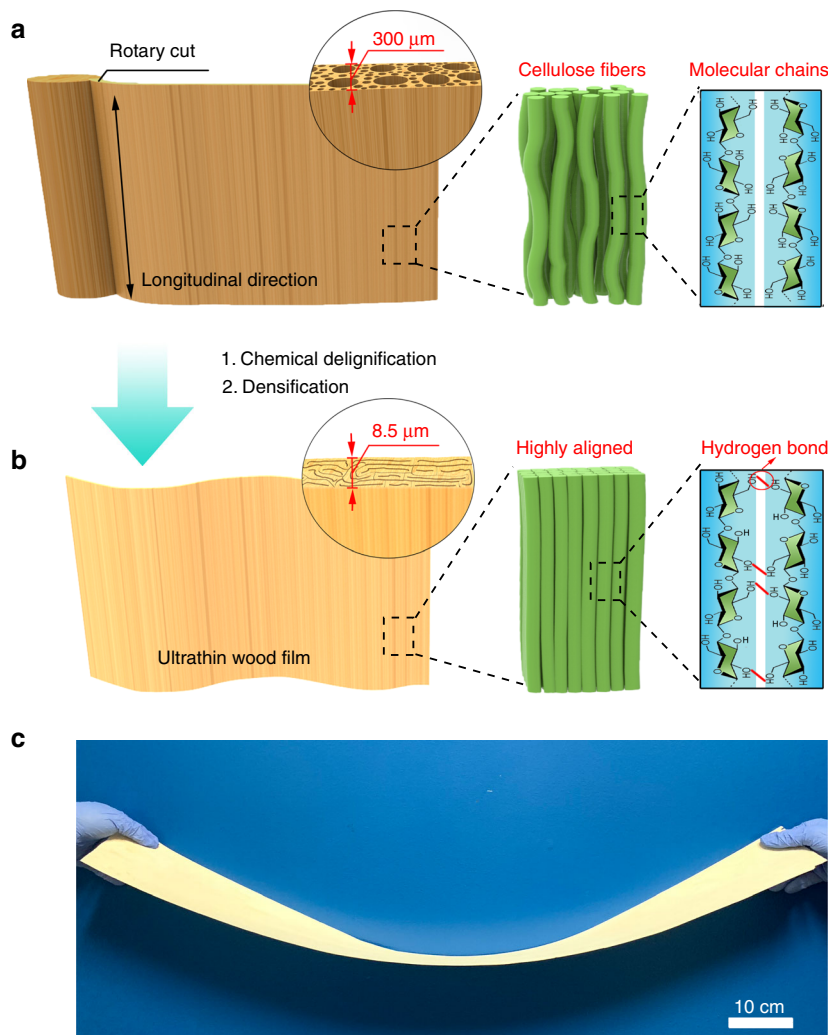 a
Rotary cut
300 μm
Cellulose fibers
Molecular chains
Longitudinal direction
1. Chemical delignification
2. Densification
b
8.5 μm
Highly aligned
Hydrogen bond
Ultrathin wood film
c
10 cm